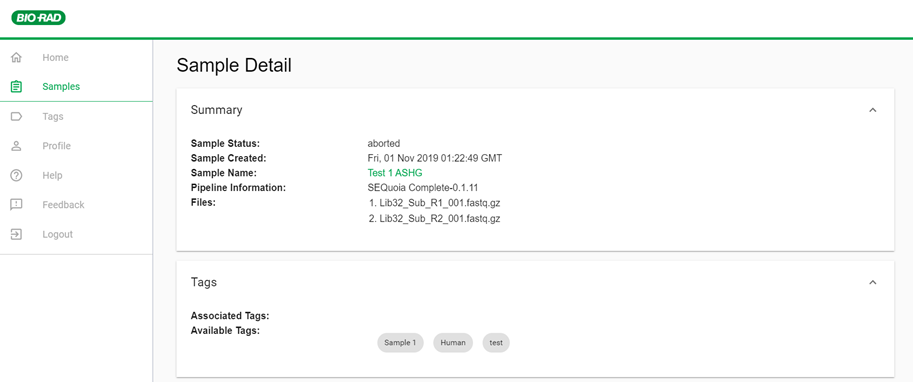 BIO-RAD
Home
Samples
Tags
Profile
Help
Feedback
Logout
Sample Detail
Summary
Sample Status: aborted
Sample Created: Fri, 01 Nov 2019 01:22:49 GMT
Sample Name: Test 1 ASHG
Pipeline Information: SEQuoia Complete-0.1.11
Files: 1. Lib32_Sub_R1_001.fastq.gz
2. Lib32_Sub_R2_001.fastq.gz
Tags
Associated Tags:
Available Tags:
Sample 1 Human test